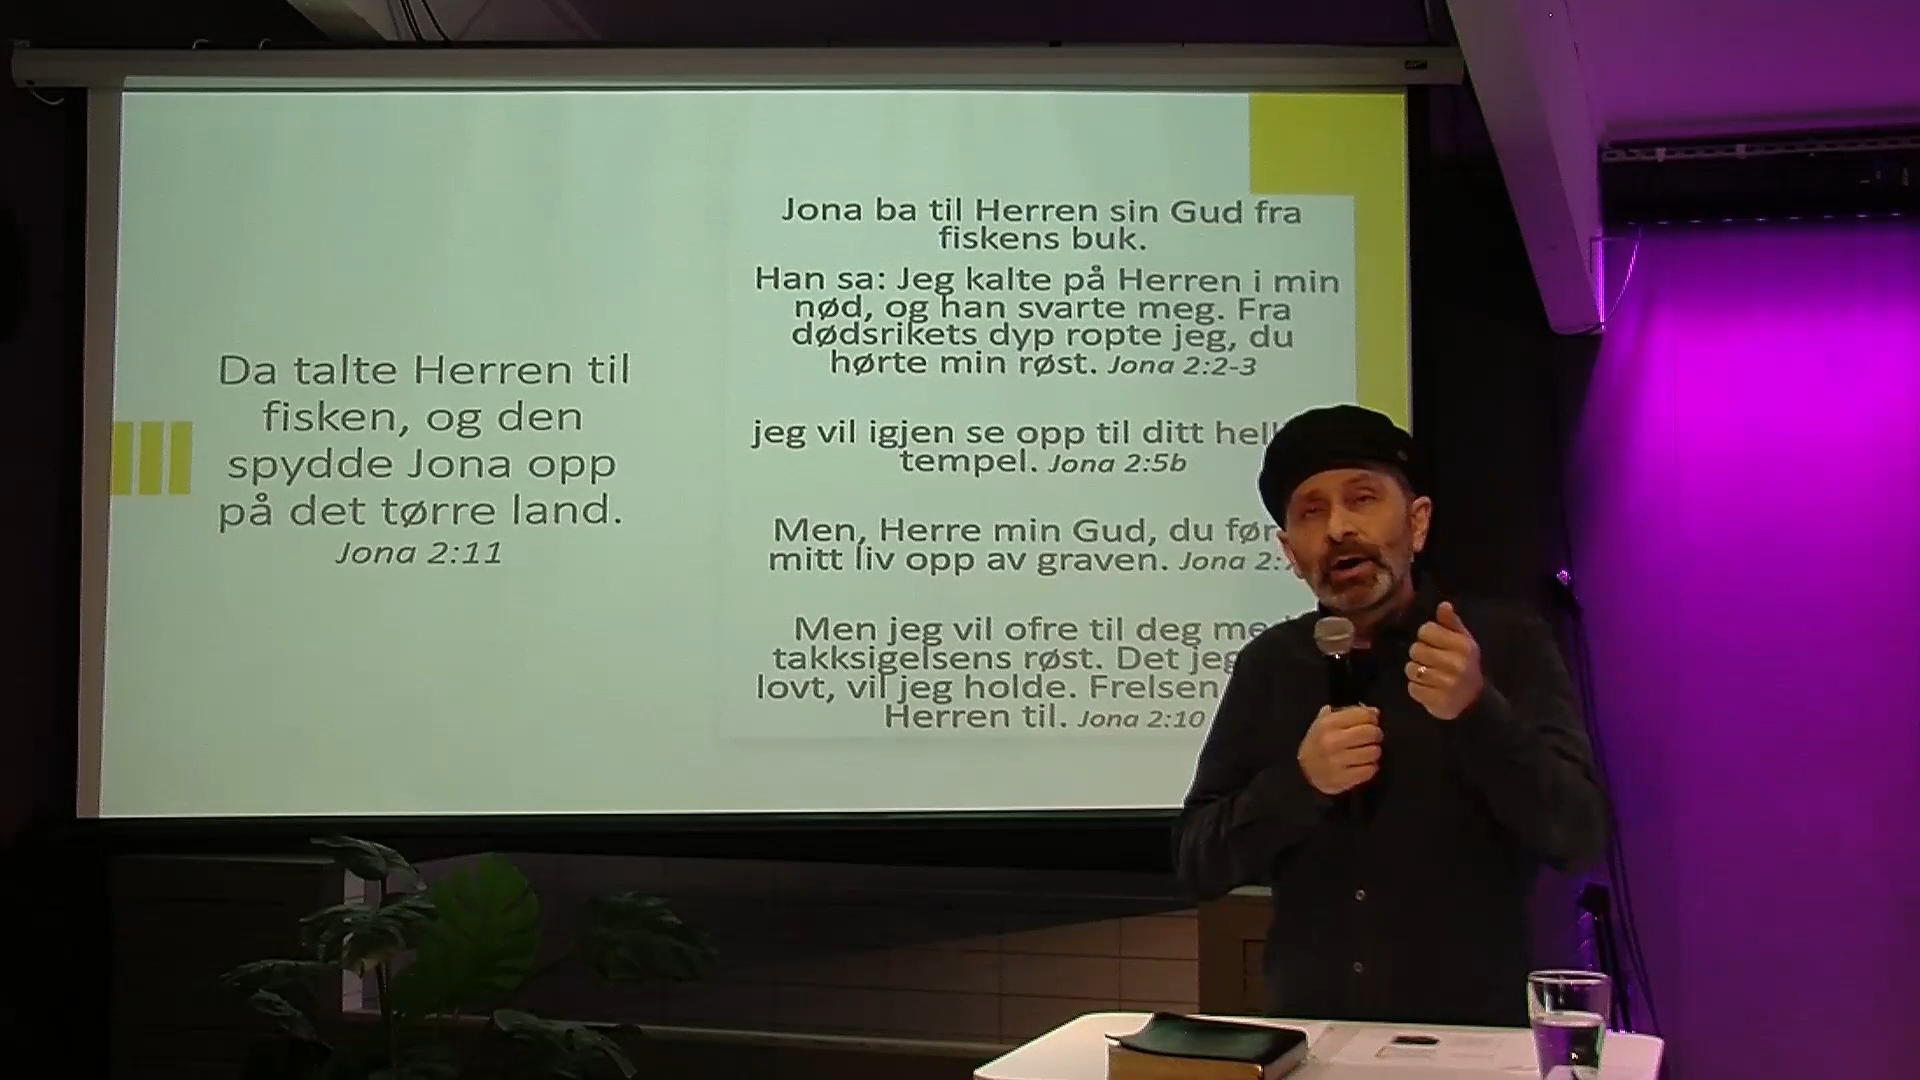 Da talte Herren til
fisken, og den
spydde Jona opp
på det tørre land.
Jona 2:11
Jona ba til Herren sin Gud fra
fiskens buk.
Han sa: Jeg kalte på Herren i min
nød, og han svarte meg. Fra
dødsrikets dyp ropte jeg, du
hørte min røst. Jona 2:2-3
jeg vil igjen se opp til ditt
tempel. Jona 2:5b
Men, Herre min Gud, du
mitt liv opp av graven. Jona
Men jeg vil ofre til deg
takksigelsens røst. Det jeg
lovt, vil jeg holde. Frelsen
Herren til. Jona 2:10